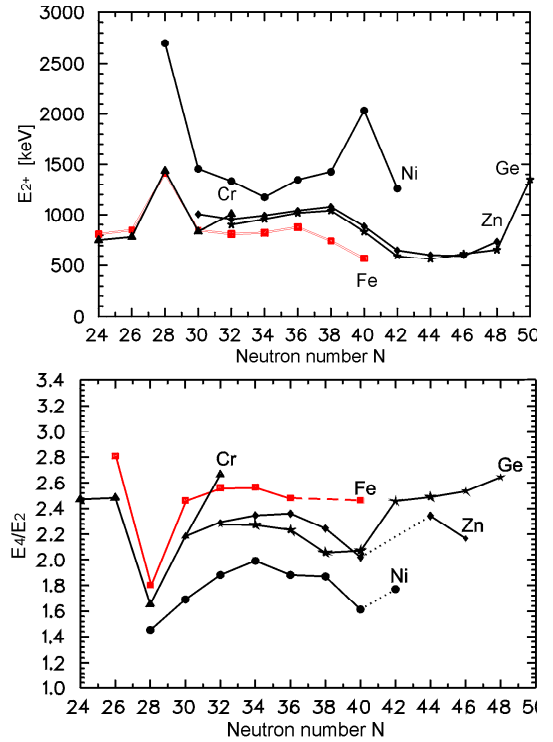 3000
2500
2000
1500
1000
500
0
E2+ [keV]
Ni
Cr
Ge
Zn
Fe
24 26 28 30 32 34 36 38 40 42 44 46 48 50
Neutron number N
3.4
3.2
3.0
2.8
2.6
2.4
2.2
2.0
1.8
1.6
1.4
1.2
1.0
E4/E2
Cr
Ge
Fe
Zn
Ni
24 26 28 30 32 34 36 38 40 42 44 46 48 50
Neutron number N